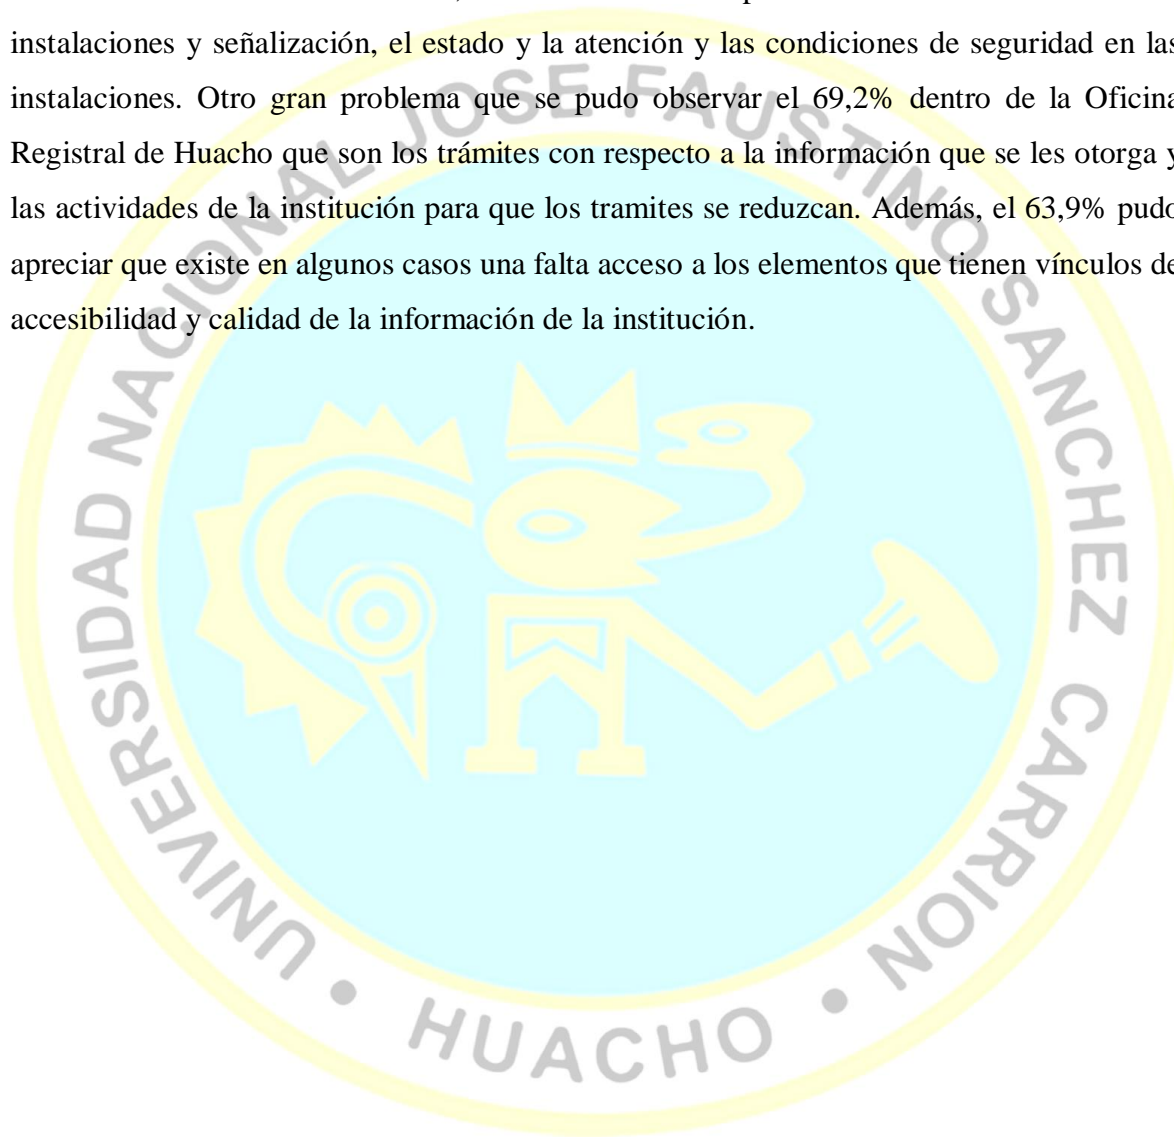 instalaciones y señalización, el estado y la atención y las condiciones de seguridad en las
instalaciones. Otro gran problema que se pudo observar el 69,2% dentro de la Oficina
Registral de Huacho que son los trámites con respecto a la información que se les otorga y
las actividades de la institución para que los tramites se reduzcan. Además, el 63,9% pudo
apreciar que existe en algunos casos una falta acceso a los elementos que tienen vínculos de
accesibilidad y calidad de la información de la institución.
UNIVERSIDAD NACIONAL JOSE FAUSTINO SANCHEZ CARRION • HUACHO •